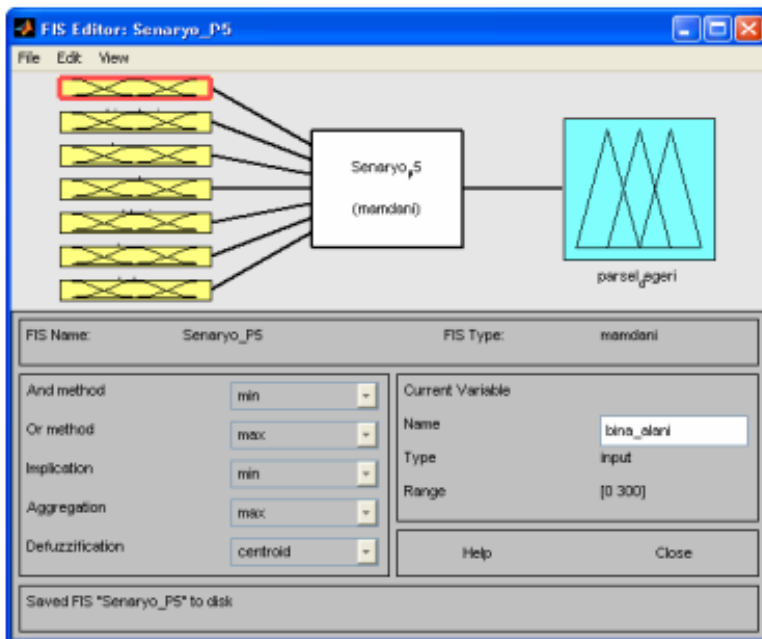 FIS Editor: Senaryo_P5
File Edit View
Senaryo_P5
(mamdani)
parsel_degeri
FIS Name: Senaryo_P5 FIS Type: mamdani
And method min
Or method max
Implication min
Aggregation max
Defuzzification centroid
Current Variable
Name bina_alani
Type input
Range [0 300]
Help Close
Saved FIS "Senaryo_P5" to disk